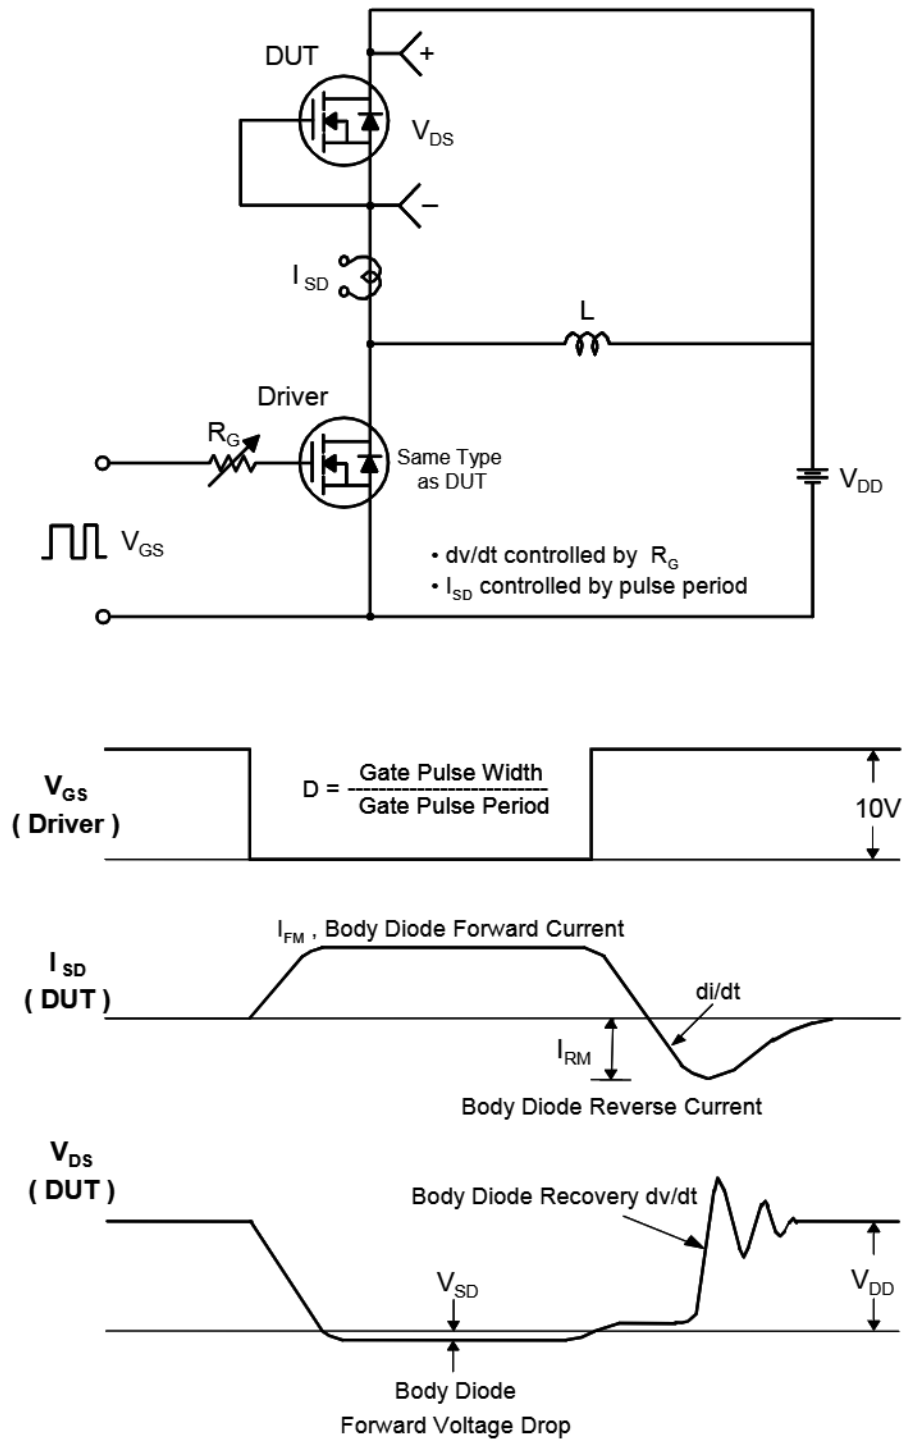 DUT
+
V_DS
−
I_SD
L
Driver
R_G
Same Type
as DUT
V_DD
V_GS
• dv/dt controlled by R_G
• I_SD controlled by pulse period
V_GS
( Driver )
D = Gate Pulse Width
--------------------------
Gate Pulse Period
10V
I_FM , Body Diode Forward Current
I_SD
( DUT )
di/dt
I_RM
Body Diode Reverse Current
V_DS
( DUT )
Body Diode Recovery dv/dt
V_SD
V_DD
Body Diode
Forward Voltage Drop